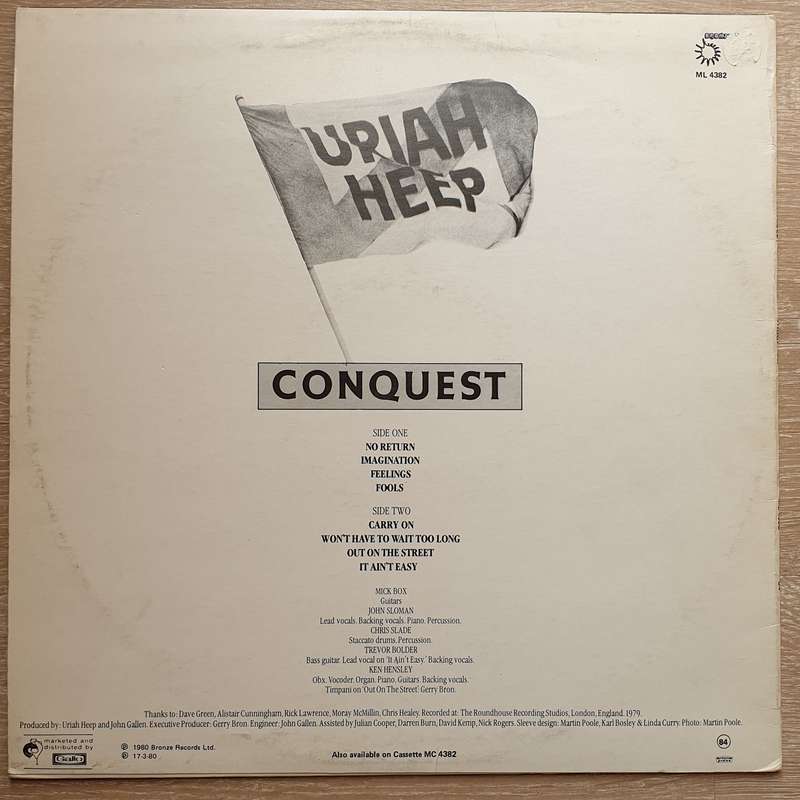 ML 4382
URIAH
HEEP
CONQUEST
SIDE ONE
NO RETURN
IMAGINATION
FEELINGS
FOOLS
SIDE TWO
CARRY ON
WON'T HAVE TO WAIT TOO LONG
OUT ON THE STREET
IT AIN'T EASY
MICK BOX
Guitars
JOHN SLOMAN
Lead vocals. Backing vocals. Piano. Percussion.
CHRIS SLADE
Staccato drums. Percussion.
TREVOR BOLDER
Bass guitar. Lead vocal on 'It Ain't Easy.' Backing vocals.
KEN HENSLEY
Obx. Vocoder. Organ. Piano. Guitars. Backing vocals.
Timpani on 'Out On The Street' Gerry Bron.
Thanks to: Dave Green, Alistair Cunningham, Rick Lawrence, Moray McMillin, Chris Healey. Recorded at: The Roundhouse Recording Studios, London, England. 1979.
Produced by: Uriah Heep and John Gallen. Executive Producer: Gerry Bron. Engineer: John Gallen. Assisted by Julian Cooper, Darren Burn, David Kemp, Nick Rogers. Sleeve design: Martin Poole, Karl Bosley & Linda Curry. Photo: Martin Poole.
marketed and
distributed by
Gallo
℗ 1980 Bronze Records Ltd.
℗ 17-3-80
Also available on Cassette MC 4382
84